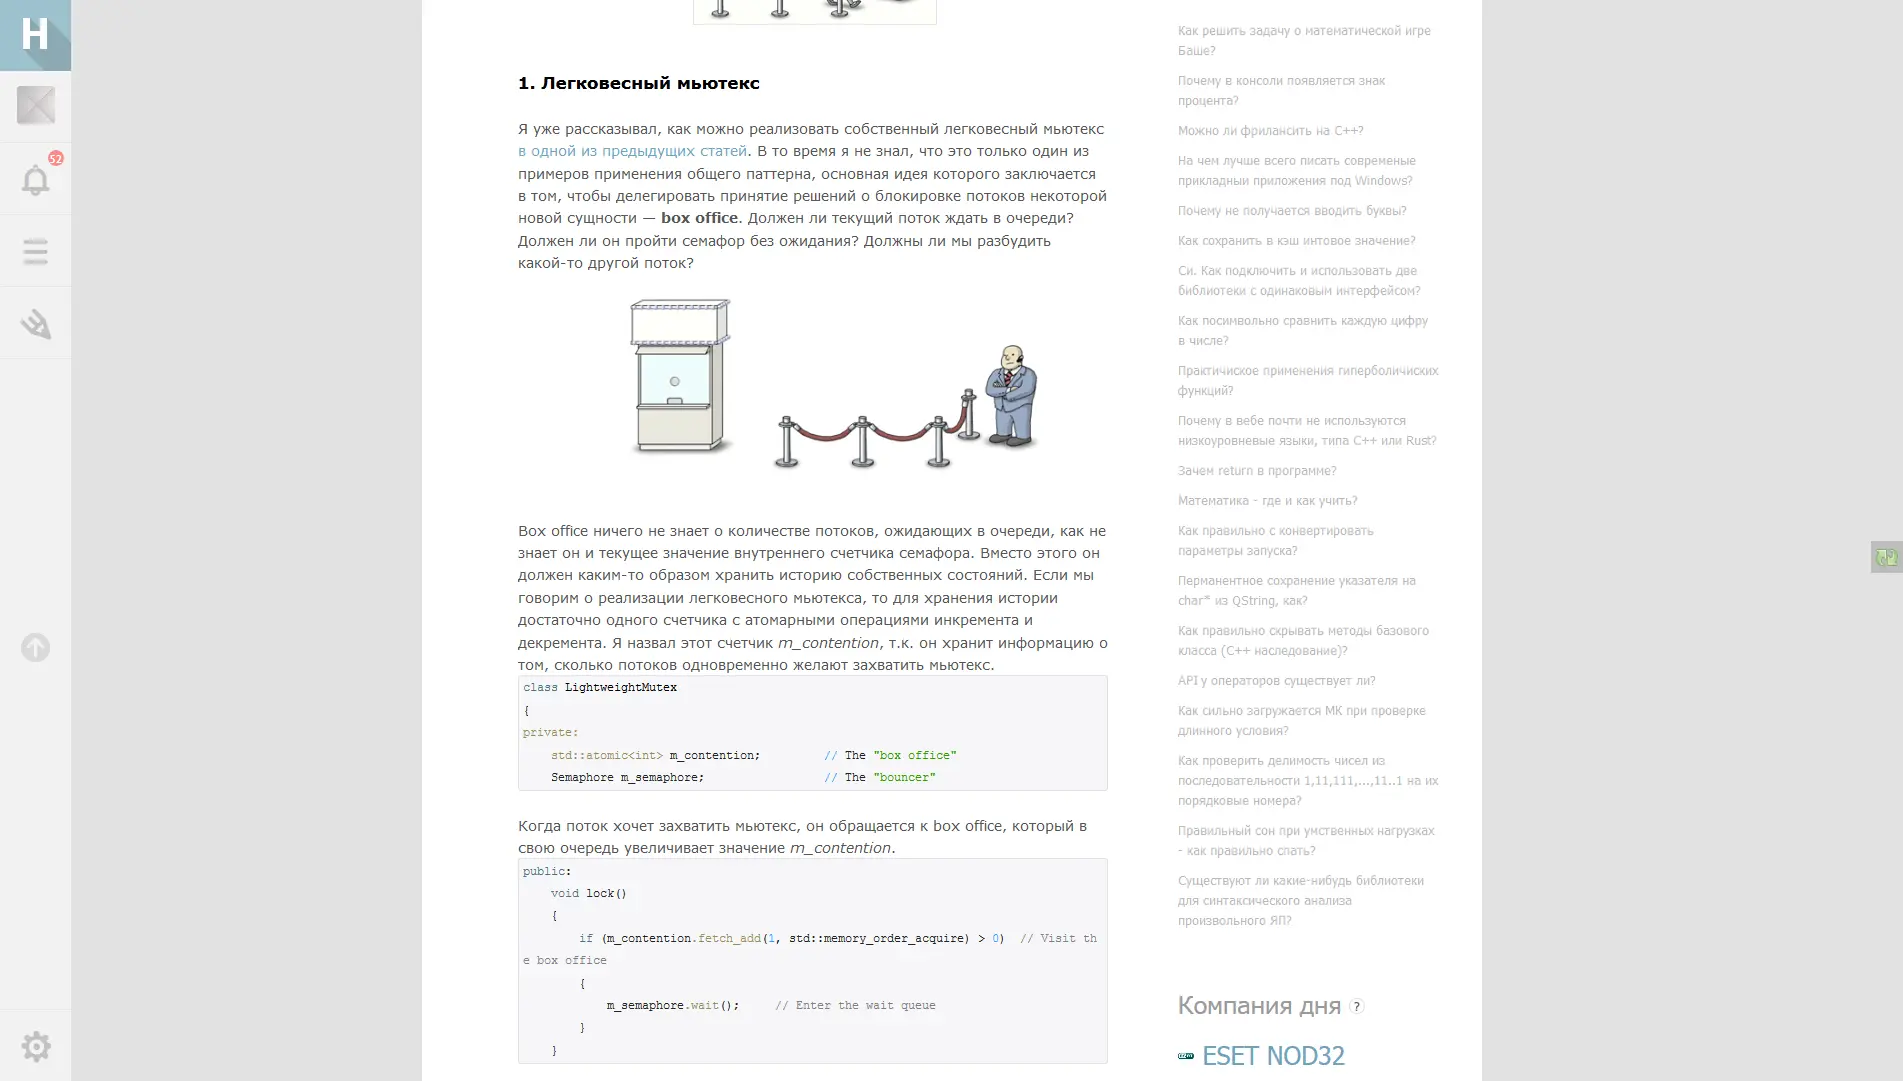 H
52
1. Легковесный мьютекс
Я уже рассказывал, как можно реализовать собственный легковесный мьютекс
в одной из предыдущих статей. В то время я не знал, что это только один из
примеров применения общего паттерна, основная идея которого заключается
в том, чтобы делегировать принятие решений о блокировке потоков некоторой
новой сущности — box office. Должен ли текущий поток ждать в очереди?
Должен ли он пройти семафор без ожидания? Должны ли мы разбудить
какой-то другой поток?
Box office ничего не знает о количестве потоков, ожидающих в очереди, как не
знает он и текущее значение внутреннего счетчика семафора. Вместо этого он
должен каким-то образом хранить историю собственных состояний. Если мы
говорим о реализации легковесного мьютекса, то для хранения истории
достаточно одного счетчика с атомарными операциями инкремента и
декремента. Я назвал этот счетчик m_contention, т.к. он хранит информацию о
том, сколько потоков одновременно желают захватить мьютекс.
class LightweightMutex
{
private:
std::atomic<int> m_contention; // The "box office"
Semaphore m_semaphore; // The "bouncer"
Когда поток хочет захватить мьютекс, он обращается к box office, который в
свою очередь увеличивает значение m_contention.
public:
void lock()
{
if (m_contention.fetch_add(1, std::memory_order_acquire) > 0) // Visit th
e box office
{
m_semaphore.wait(); // Enter the wait queue
}
}
Как решить задачу о математической игре
Баше?
Почему в консоли появляется знак
процента?
Можно ли фрилансить на С++?
На чем лучше всего писать современые
прикладныи приложения под Windows?
Почему не получается вводить буквы?
Как сохранить в кэш интовое значение?
Си. Как подключить и использовать две
библиотеки с одинаковым интерфейсом?
Как посимвольно сравнить каждую цифру
в числе?
Практичиское применения гиперболичиских
функций?
Почему в вебе почти не используются
низкоуровневые языки, типа С++ или Rust?
Зачем return в программе?
Математика - где и как учить?
Как правильно с конвертировать
параметры запуска?
Перманентное сохранение указателя на
char* из QString, как?
Как правильно скрывать методы базового
класса (С++ наследование)?
API у операторов существует ли?
Как сильно загружается МК при проверке
длинного условия?
Как проверить делимость чисел из
последовательности 1,11,111,...,11..1 на их
порядковые номера?
Правильный сон при умственных нагрузках
- как правильно спать?
Существуют ли какие-нибудь библиотеки
для синтаксического анализа
произвольного ЯП?
Компания дня ?
ESET NOD32